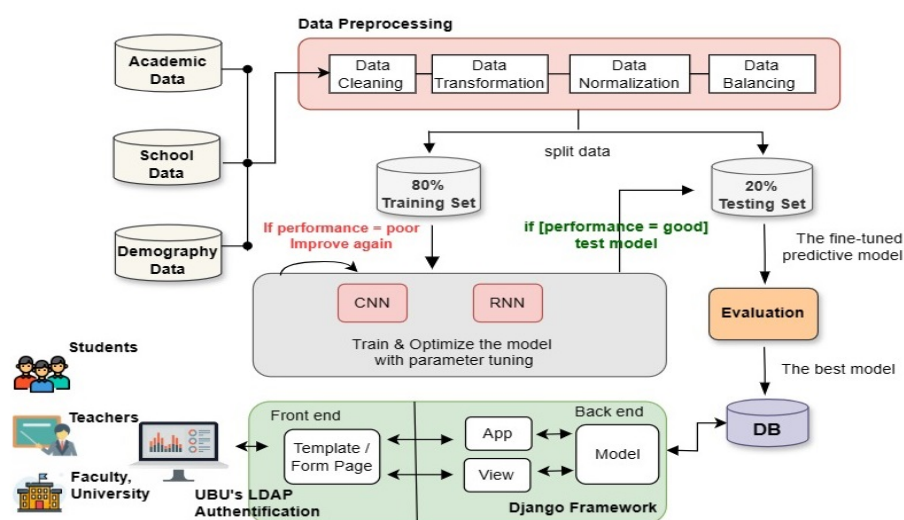 Data Preprocessing
Academic
Data
School
Data
Demography
Data
Data
Cleaning
Data
Transformation
Data
Normalization
Data
Balancing
split data
80%
Training Set
20%
Testing Set
If performance = poor
Improve again
if [performance = good]
test model
The fine-tuned
predictive model
CNN
RNN
Train & Optimize the model
with parameter tuning
Evaluation
The best model
DB
Students
Teachers
Faculty,
University
UBU's LDAP
Authentification
Front end
Template /
Form Page
Back end
App
View
Model
Django Framework